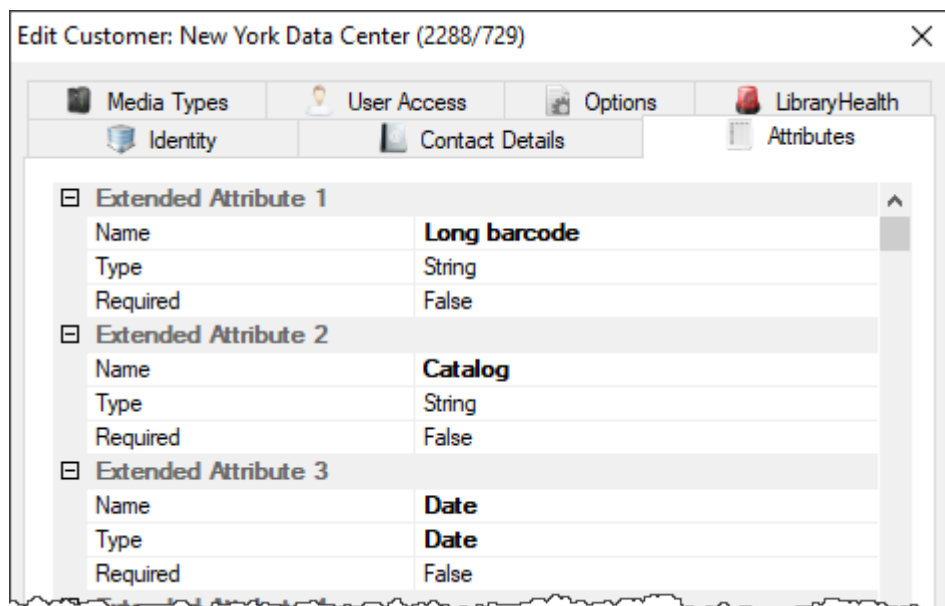 Edit Customer: New York Data Center (2288/729)
Media Types User Access Options LibraryHealth
Identity Contact Details Attributes
Extended Attribute 1
Name Long barcode
Type String
Required False
Extended Attribute 2
Name Catalog
Type String
Required False
Extended Attribute 3
Name Date
Type Date
Required False